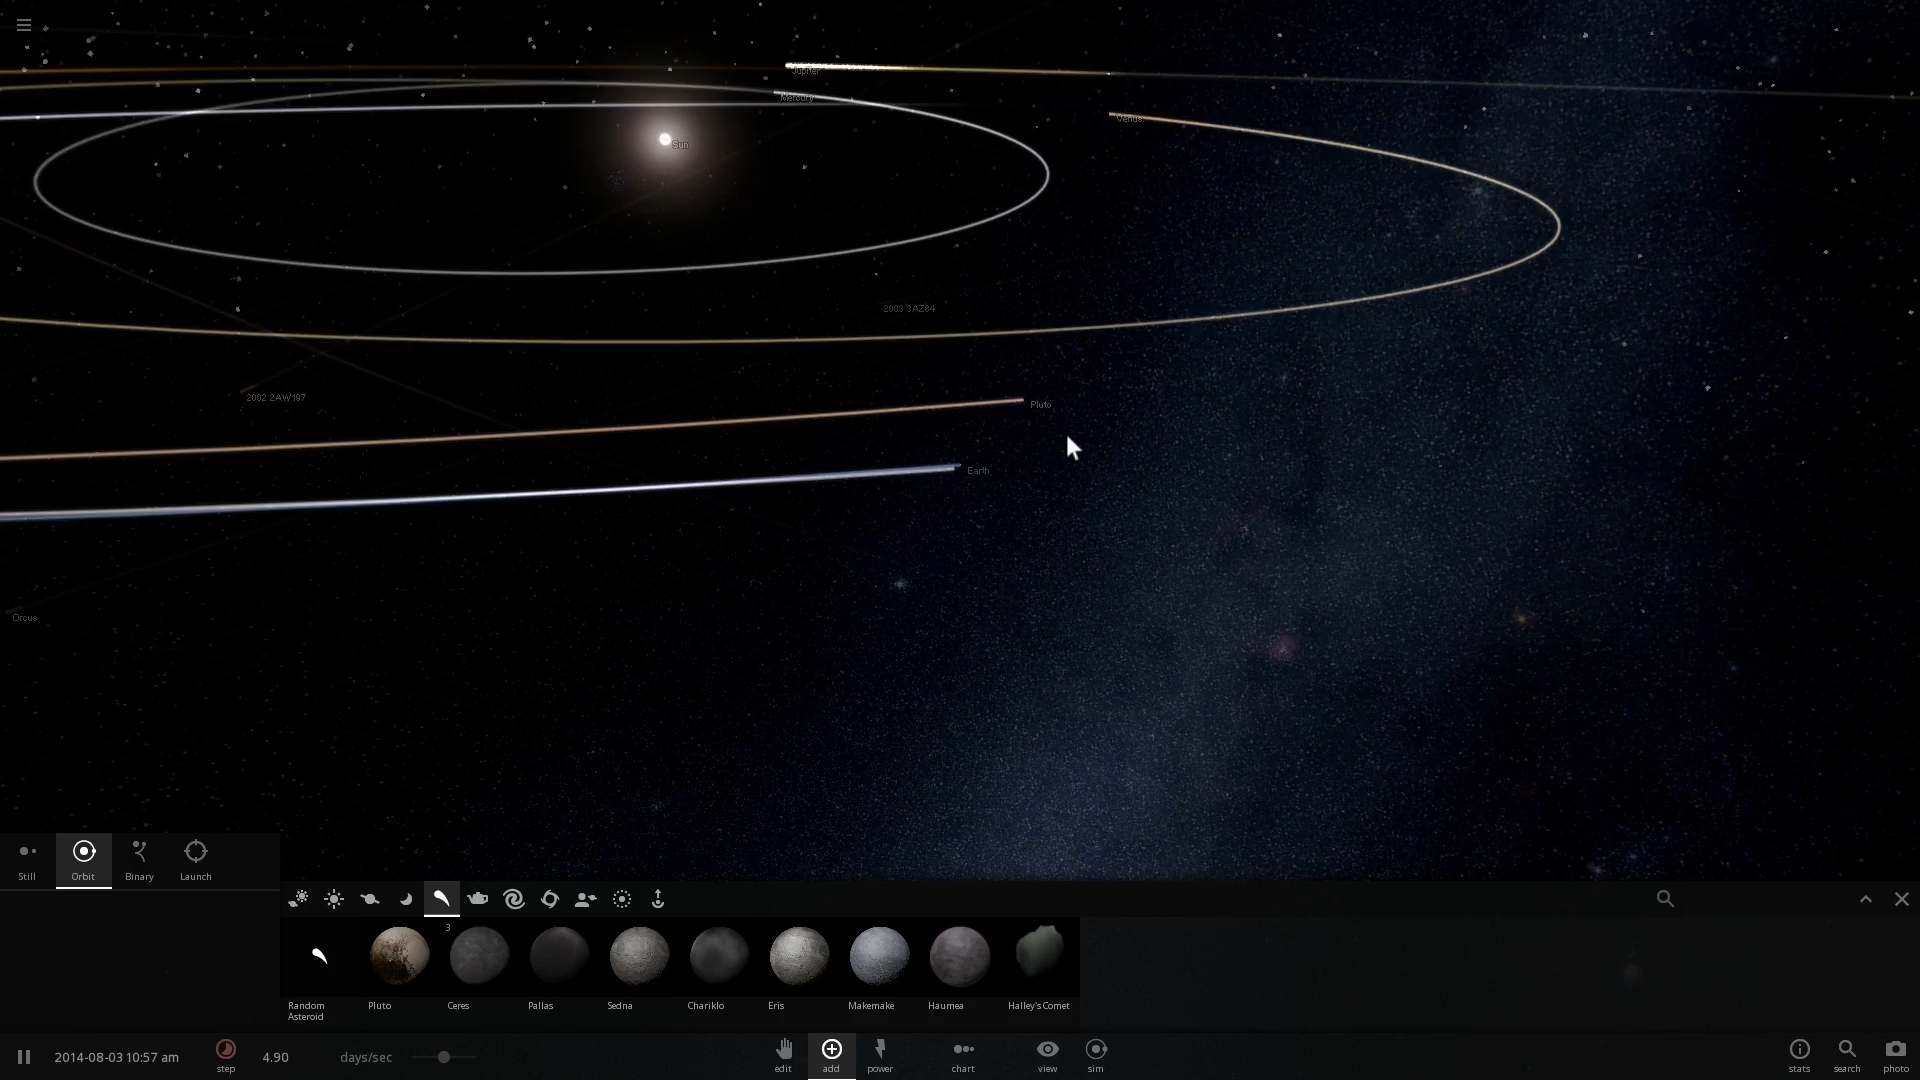 Jupiter
Mercury
Venus
Sun
2003 3AZ84
2002 2AW197
Pluto
Earth
Orcus
Still
Orbit
Binary
Launch
3
Random Asteroid
Pluto
Ceres
Pallas
Sedna
Chariklo
Eris
Makemake
Haumea
Halley's Comet
2014-08-03 10:57 am
step
4.90
days/sec
edit
add
power
chart
view
sim
stats
search
photo